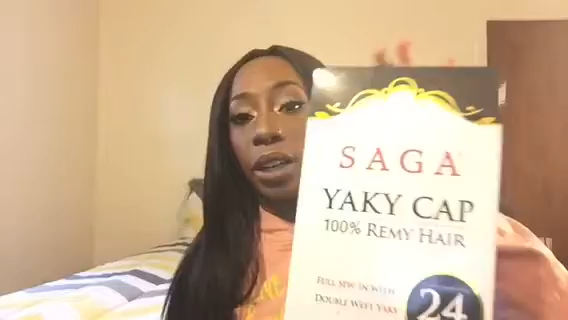 SAGA
YAKY CAP
100% REMY HAIR
FULL SEW IN WITH
DOUBLE WEFT YAKY
24